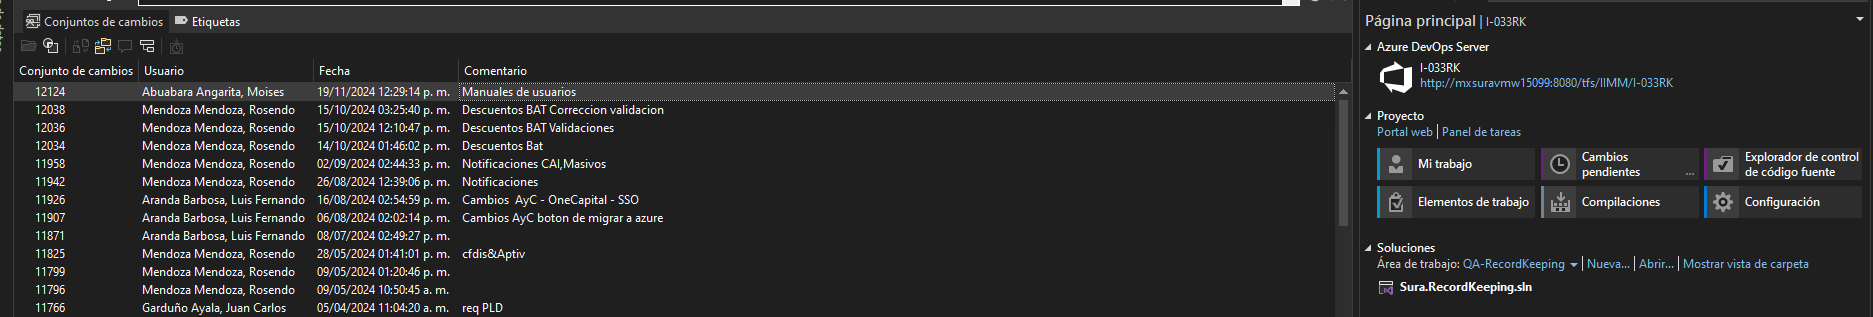 Conjuntos de cambios Etiquetas
Conjunto de cambios Usuario Fecha Comentario
12124 Abuabara Angarita, Moises 19/11/2024 12:29:14 p. m. Manuales de usuarios
12038 Mendoza Mendoza, Rosendo 15/10/2024 03:25:40 p. m. Descuentos BAT Correccion validacion
12036 Mendoza Mendoza, Rosendo 15/10/2024 12:10:47 p. m. Descuentos BAT Validaciones
12034 Mendoza Mendoza, Rosendo 14/10/2024 01:46:02 p. m. Descuentos Bat
11958 Mendoza Mendoza, Rosendo 02/09/2024 02:44:33 p. m. Notificaciones CAI,Masivos
11942 Mendoza Mendoza, Rosendo 26/08/2024 12:39:06 p. m. Notificaciones
11926 Aranda Barbosa, Luis Fernando 16/08/2024 02:54:59 p. m. Cambios AyC - OneCapital - SSO
11907 Aranda Barbosa, Luis Fernando 06/08/2024 02:02:14 p. m. Cambios AyC boton de migrar a azure
11871 Aranda Barbosa, Luis Fernando 08/07/2024 02:49:27 p. m.
11825 Mendoza Mendoza, Rosendo 28/05/2024 01:41:01 p. m. cfdis&Aptiv
11799 Mendoza Mendoza, Rosendo 09/05/2024 01:20:46 p. m.
11796 Mendoza Mendoza, Rosendo 09/05/2024 10:50:45 a. m.
11766 Garduño Ayala, Juan Carlos 05/04/2024 11:04:20 a. m. req PLD
Página principal | I-033RK
Azure DevOps Server
I-033RK
http://mxsuravmw15099:8080/tfs/IIMM/I-033RK
Proyecto
Portal web | Panel de tareas
Mi trabajo
Cambios pendientes ...
Explorador de control de código fuente
Elementos de trabajo
Compilaciones
Configuración
Soluciones
Área de trabajo: QA-RecordKeeping | Nueva... | Abrir... | Mostrar vista de carpeta
Sura.RecordKeeping.sln